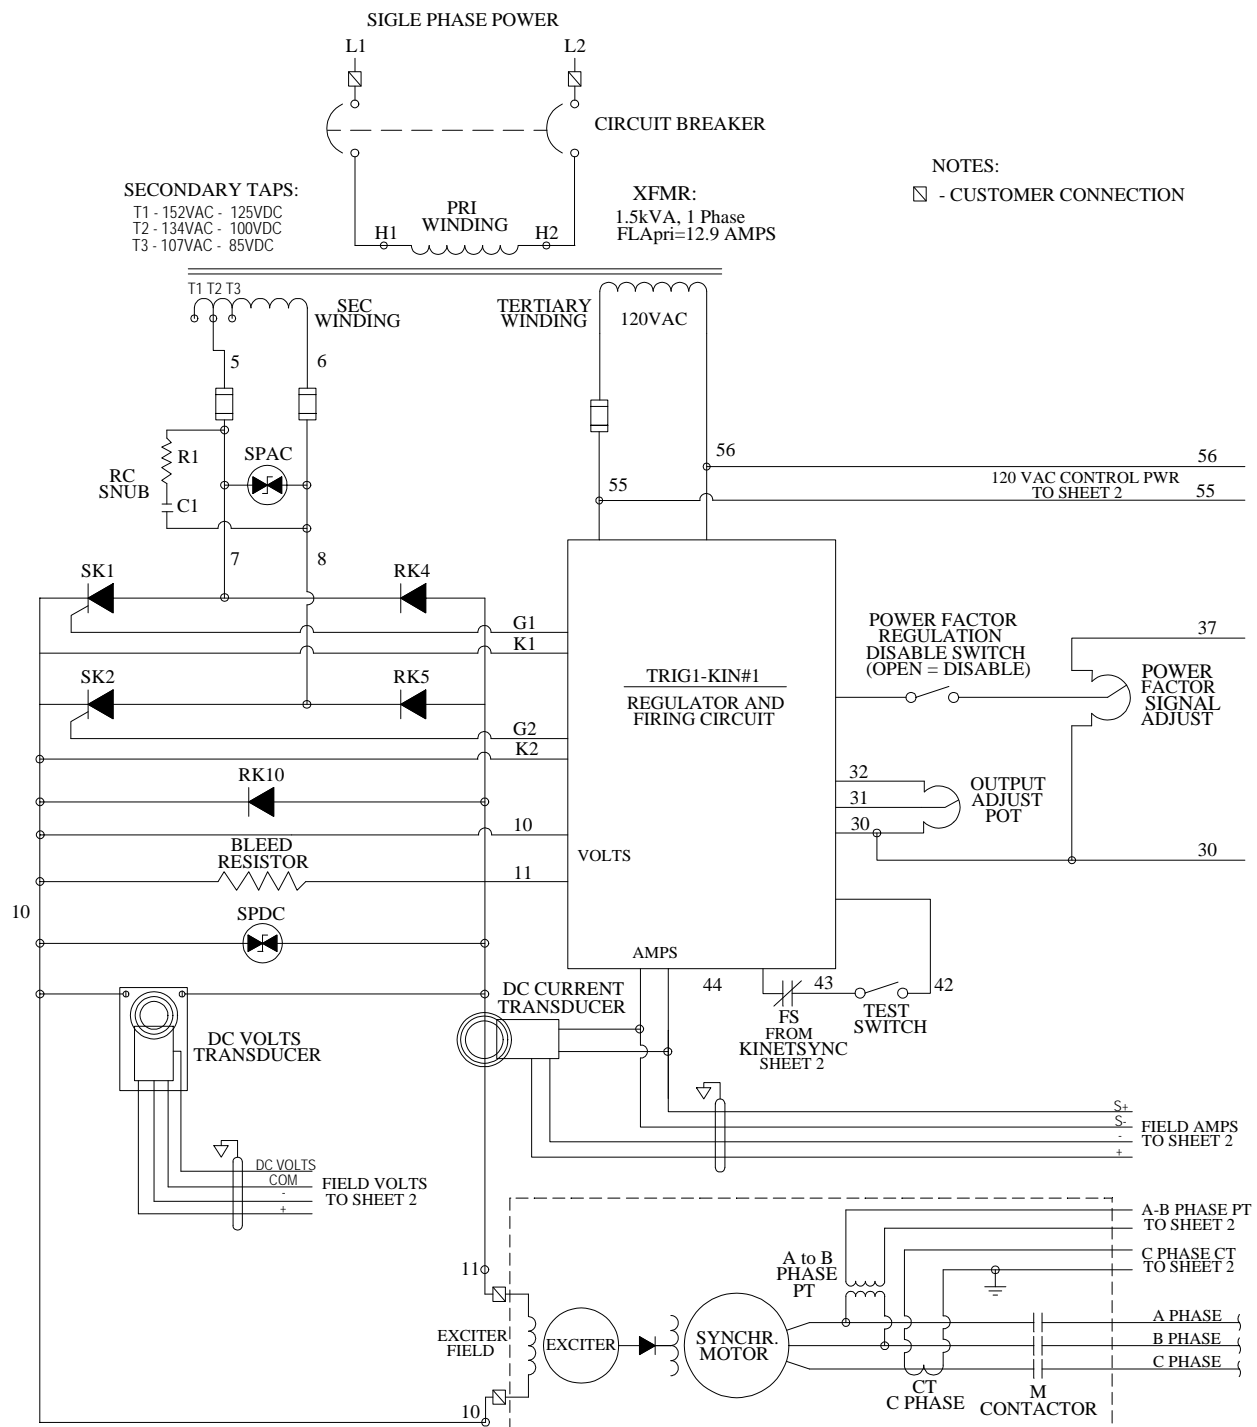 SIGLE PHASE POWER
L1
L2
CIRCUIT BREAKER
NOTES:
- CUSTOMER CONNECTION
SECONDARY TAPS:
T1 - 152VAC - 125VDC
T2 - 134VAC - 100VDC
T3 - 107VAC - 85VDC
PRI
WINDING
H1
H2
XFMR:
1.5kVA, 1 Phase
FLApri=12.9 AMPS
T1 T2 T3
SEC
WINDING
TERTIARY
WINDING
120VAC
5
6
R1
RC
SNUB
C1
SPAC
56
56
120 VAC CONTROL PWR
TO SHEET 2
55
55
7
8
SK1
RK4
G1
K1
SK2
RK5
G2
K2
TRIG1-KIN#1
REGULATOR AND
FIRING CIRCUIT
POWER FACTOR
REGULATION
DISABLE SWITCH
(OPEN = DISABLE)
37
POWER
FACTOR
SIGNAL
ADJUST
RK10
32
31
30
OUTPUT
ADJUST
POT
10
BLEED
RESISTOR
VOLTS
11
30
10
SPDC
AMPS
44
43
42
FS
FROM
KINETSYNC
SHEET 2
TEST
SWITCH
DC CURRENT
TRANSDUCER
DC VOLTS
TRANSDUCER
S+
S-
-
+
FIELD AMPS
TO SHEET 2
DC VOLTS
COM
-
+
FIELD VOLTS
TO SHEET 2
A-B PHASE PT
TO SHEET 2
C PHASE CT
TO SHEET 2
11
A to B
PHASE
PT
EXCITER
FIELD
EXCITER
SYNCHR.
MOTOR
A PHASE
B PHASE
C PHASE
CT
C PHASE
M
CONTACTOR
10